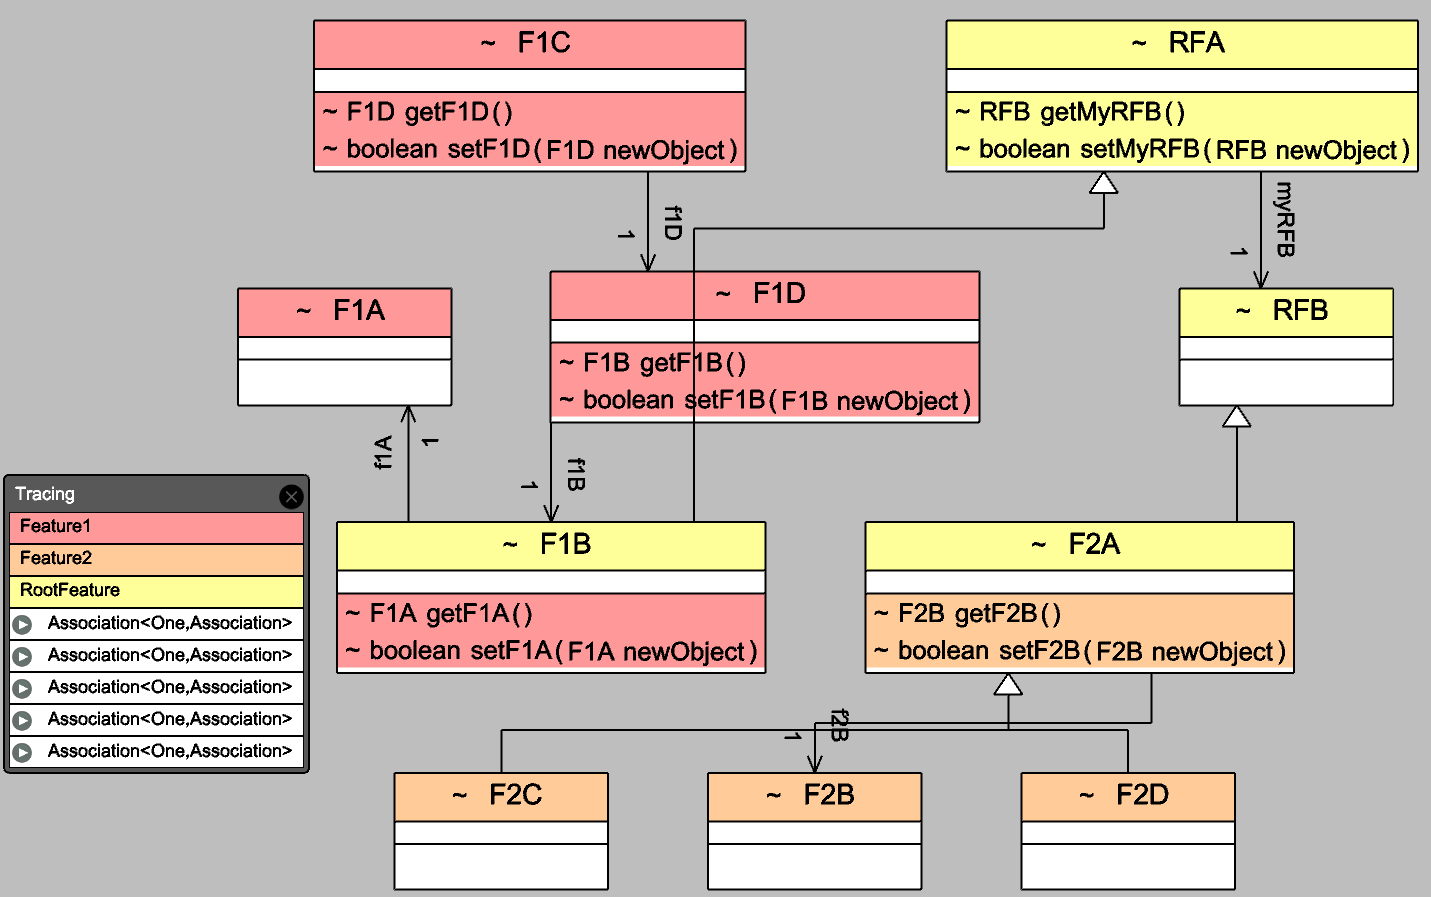 ~ F1C
~ F1D getF1D()
~ boolean setF1D(F1D newObject)
~ RFA
~ RFB getMyRFB()
~ boolean setMyRFB(RFB newObject)
f1D
1
myRFB
1
~ F1D
~ F1B getF1B()
~ boolean setF1B(F1B newObject)
~ F1A
~ RFB
f1A
1
f1B
1
Tracing
Feature1
Feature2
RootFeature
Association<One,Association>
Association<One,Association>
Association<One,Association>
Association<One,Association>
Association<One,Association>
~ F1B
~ F1A getF1A()
~ boolean setF1A(F1A newObject)
~ F2A
~ F2B getF2B()
~ boolean setF2B(F2B newObject)
f2B
1
~ F2C
~ F2B
~ F2D